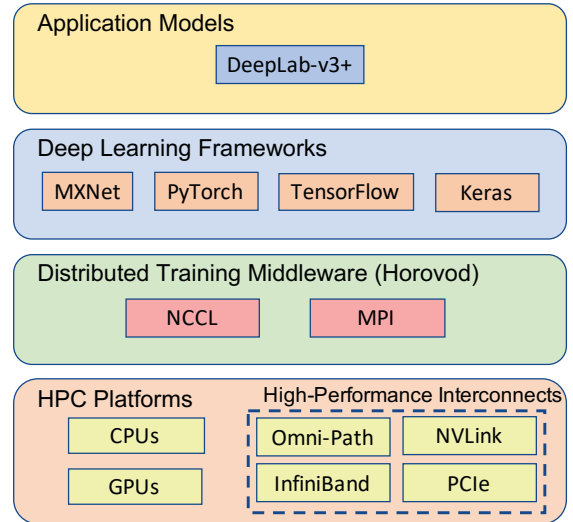 Application Models
DeepLab-v3+
Deep Learning Frameworks
MXNet PyTorch TensorFlow Keras
Distributed Training Middleware (Horovod)
NCCL MPI
HPC Platforms
High-Performance Interconnects
CPUs
GPUs
Omni-Path NVLink
InfiniBand PCIe